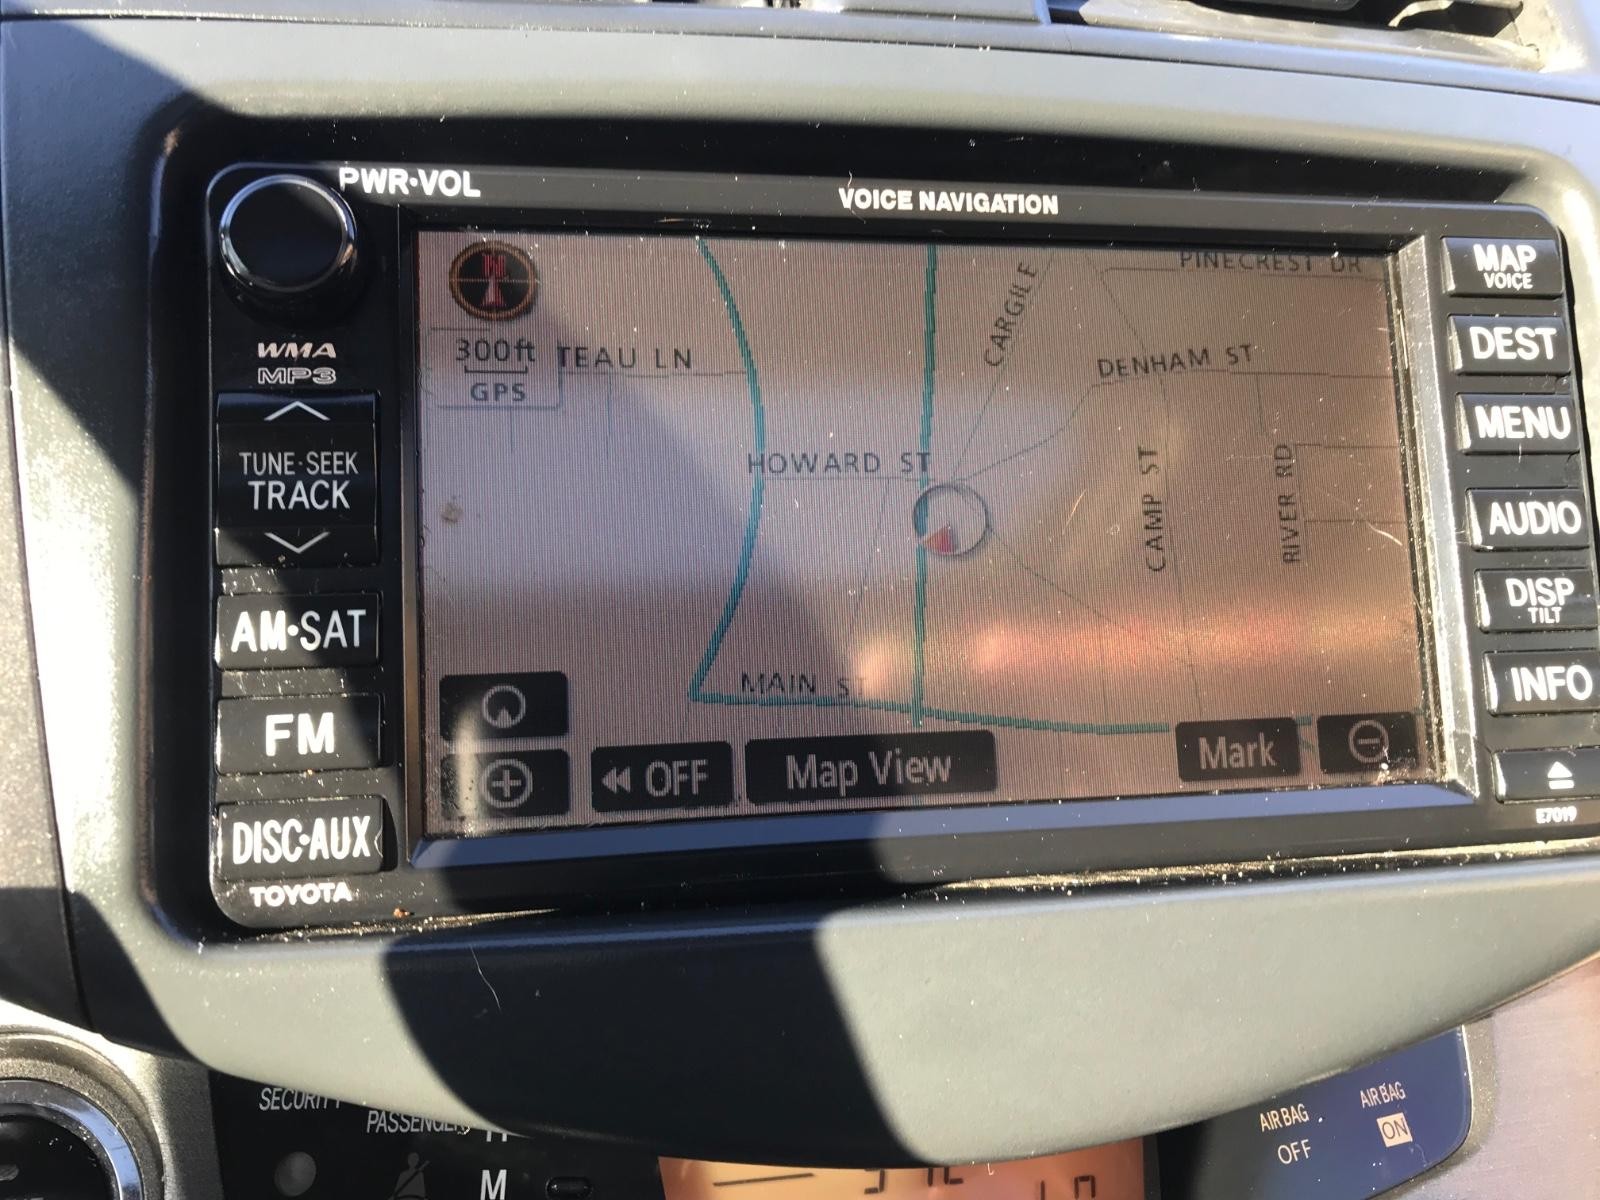 PWR·VOL
VOICE NAVIGATION
MAP
VOICE
DEST
MENU
AUDIO
DISP
TILT
INFO
E7019
WMA
MP3
TUNE·SEEK
TRACK
AM·SAT
FM
DISC·AUX
TOYOTA
N
300ft
GPS
TEAU LN
CARGILE
PINECREST DR
DENHAM ST
HOWARD ST
CAMP ST
RIVER RD
MAIN ST
OFF
Map View
Mark
SECURITY
PASSENGER
M
AIR BAG
OFF
AIR BAG
ON